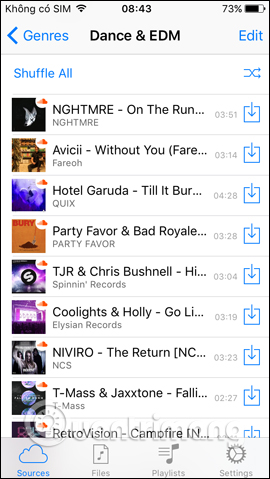 Không có SIM 08:43 73%
Genres Dance & EDM Edit
Shuffle All
NGHTMRE - On The Run... 03:51
NGHTMRE
Avicii - Without You (Fare... 03:14
Fareoh
Hotel Garuda - Till It Bur... 04:28
QUIX
BURY
Party Favor & Bad Royale... 03:28
PARTY FAVOR
TJR & Chris Bushnell - Hi... 03:04
Spinnin' Records
Coolights & Holly - Go Li... 03:19
Elysian Records
NIVIRO - The Return [NC... 03:23
NCS
T-Mass & Jaxxtone - Falli... 02:27
T-Mass
RetroVision - Campfire [N...
Quantrimang
Sources Files Playlists Settings